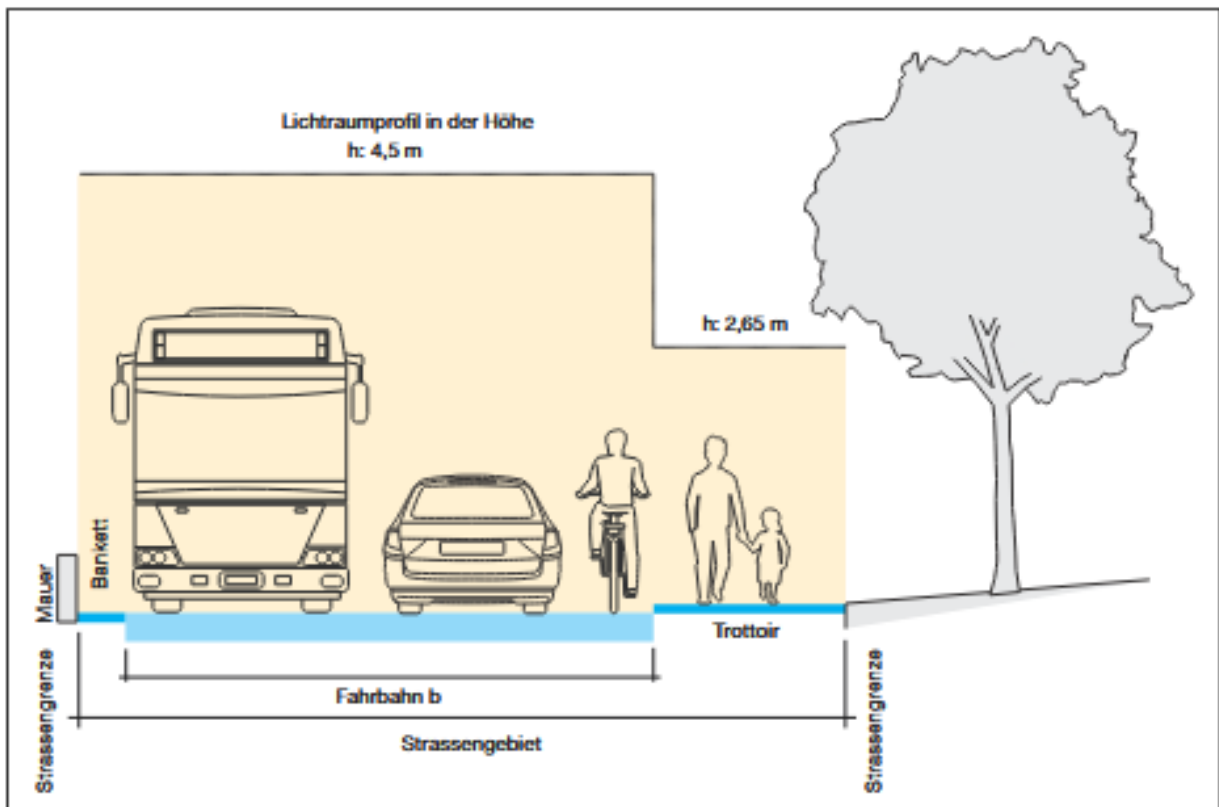 Lichtraumprofil in der Höhe
h: 4,5 m
h: 2,65 m
Mauer
Bankett
Trottoir
Fahrbahn b
Strassengebiet
Strassengrenze
Strassengrenze